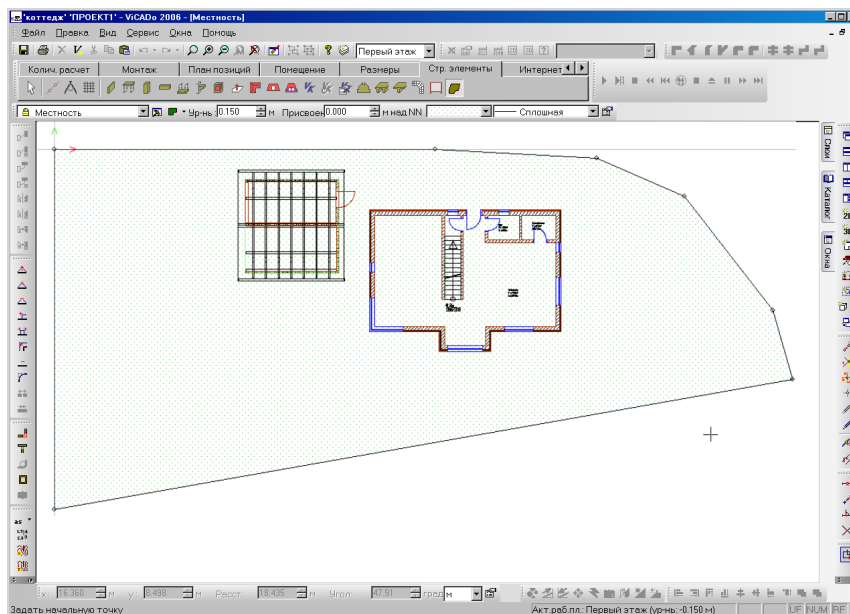 'коттедж' 'ПРОЕКТ1' - ViCADo 2006 - [Местность]
Файл Правка Вид Сервис Окна Помощь
Первый этаж
Колич. расчет Монтаж План позиций Помещение Размеры Стр. элементы Интернет
Местность Ур-нь: 0.150 м Присвоен 0.000 м над NN Сплошная
Слои
Каталог
Окна
as
x: 16.360 м y: 8.498 м Расст: 18.435 м Угол: 47.91 град м
Задать начальную точку Акт.раб.пл.: Первый этаж (ур-нь: -0.150 м) UF NUM RF